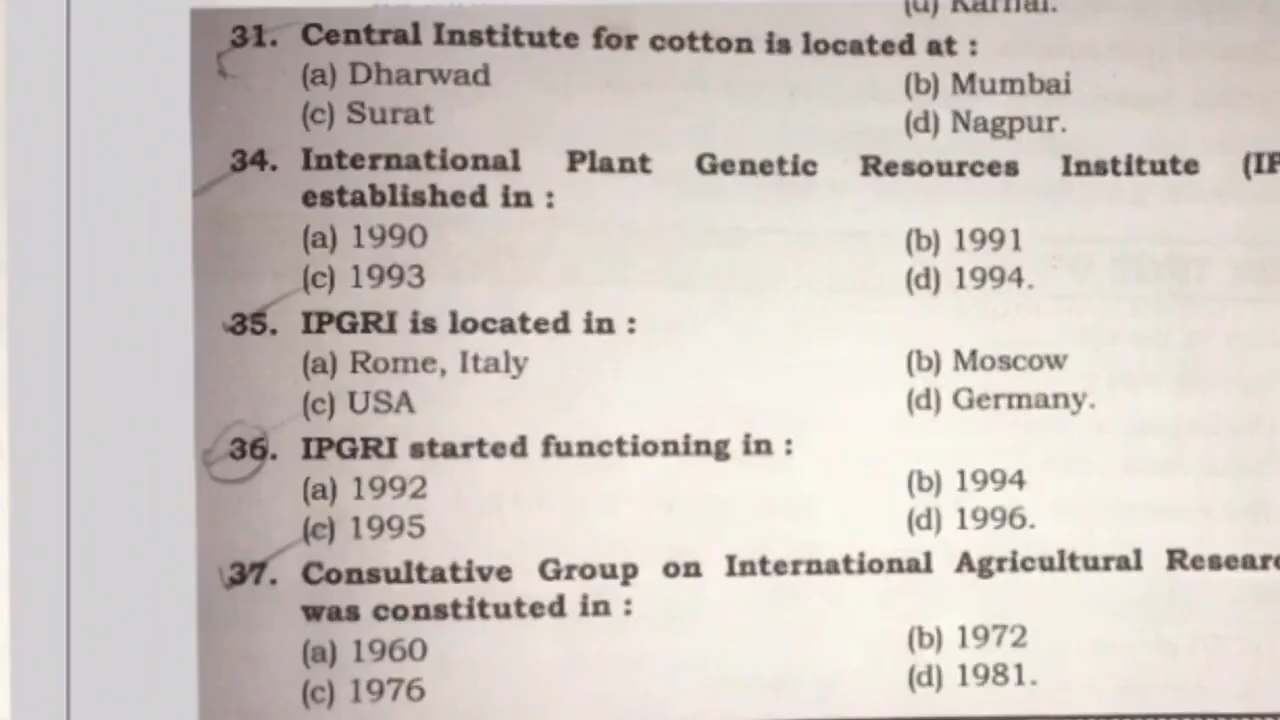 (d) Karnal.
31. Central Institute for cotton is located at :
(a) Dharwad (b) Mumbai
(c) Surat (d) Nagpur.
34. International Plant Genetic Resources Institute
established in :
(a) 1990 (b) 1991
(c) 1993 (d) 1994.
35. IPGRI is located in :
(a) Rome, Italy (b) Moscow
(c) USA (d) Germany.
36. IPGRI started functioning in :
(a) 1992 (b) 1994
(c) 1995 (d) 1996.
37. Consultative Group on International Agricultural
was constituted in :
(a) 1960 (b) 1972
(c) 1976 (d) 1981.